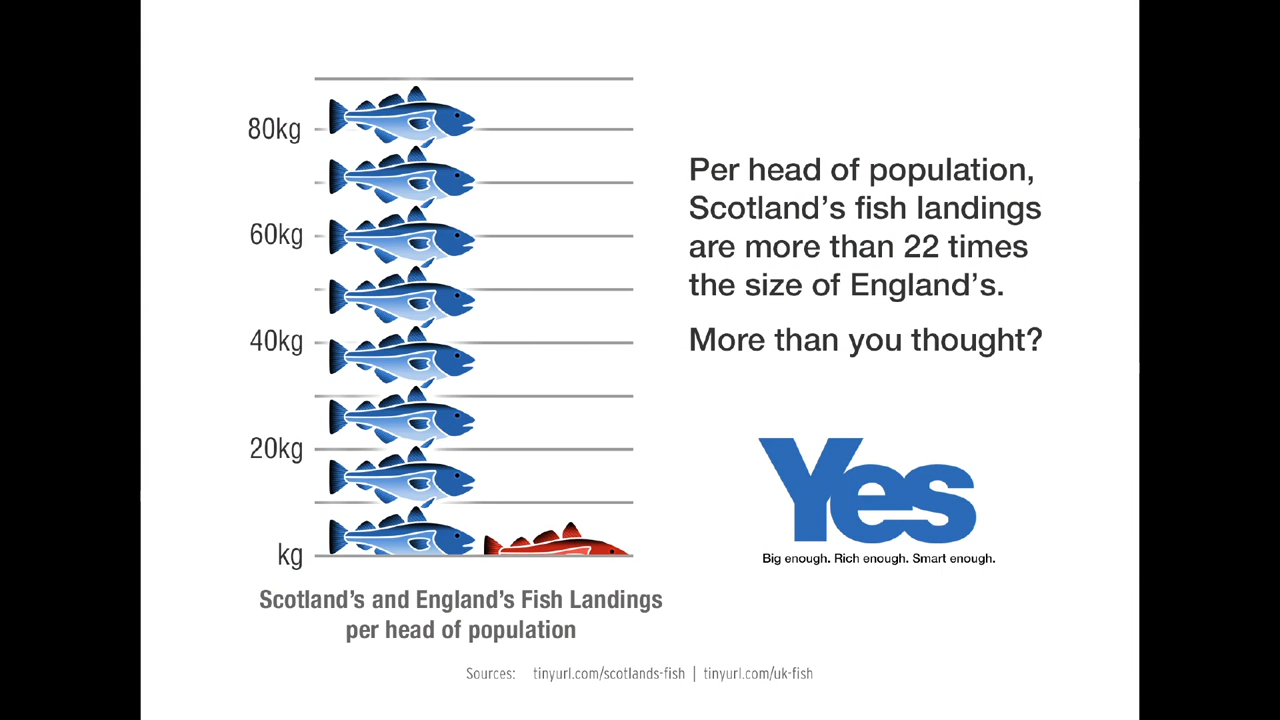 80kg
60kg
40kg
20kg
kg
Scotland's and England's Fish Landings
per head of population
Per head of population,
Scotland's fish landings
are more than 22 times
the size of England's.
More than you thought?
Yes
Big enough. Rich enough. Smart enough.
Sources: tinyurl.com/scotlands-fish | tinyurl.com/uk-fish